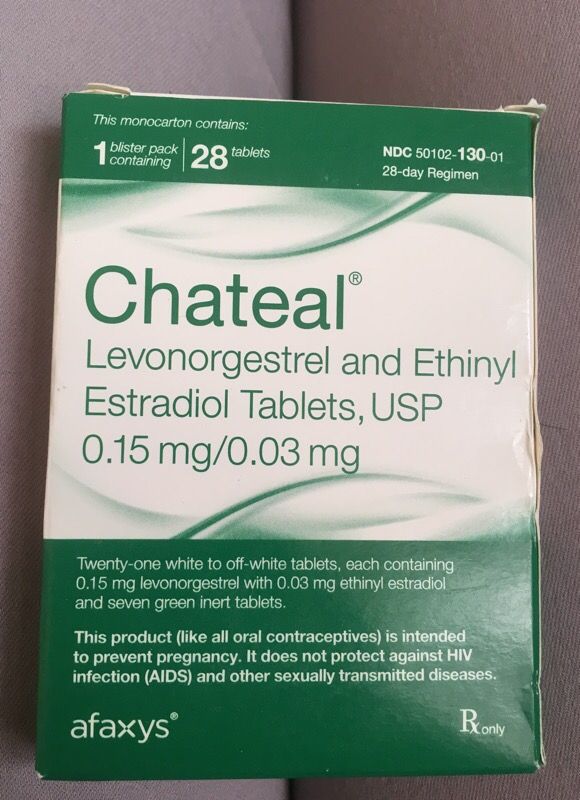 This monocarton contains:
1 blister pack containing | 28 tablets
NDC 50102-130-01
28-day Regimen
Chateal®
Levonorgestrel and Ethinyl
Estradiol Tablets, USP
0.15 mg/0.03 mg
Twenty-one white to off-white tablets, each containing
0.15 mg levonorgestrel with 0.03 mg ethinyl estradiol
and seven green inert tablets.
This product (like all oral contraceptives) is intended
to prevent pregnancy. It does not protect against HIV
infection (AIDS) and other sexually transmitted diseases.
afaxys®
Rx only